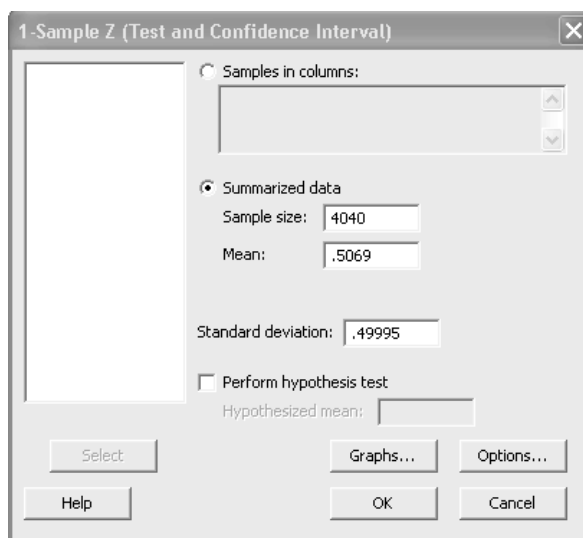 1-Sample Z (Test and Confidence Interval)
Samples in columns:
Summarized data
Sample size: 4040
Mean: .5069
Standard deviation: .49995
Perform hypothesis test
Hypothesized mean:
Select
Graphs...
Options...
Help
OK
Cancel